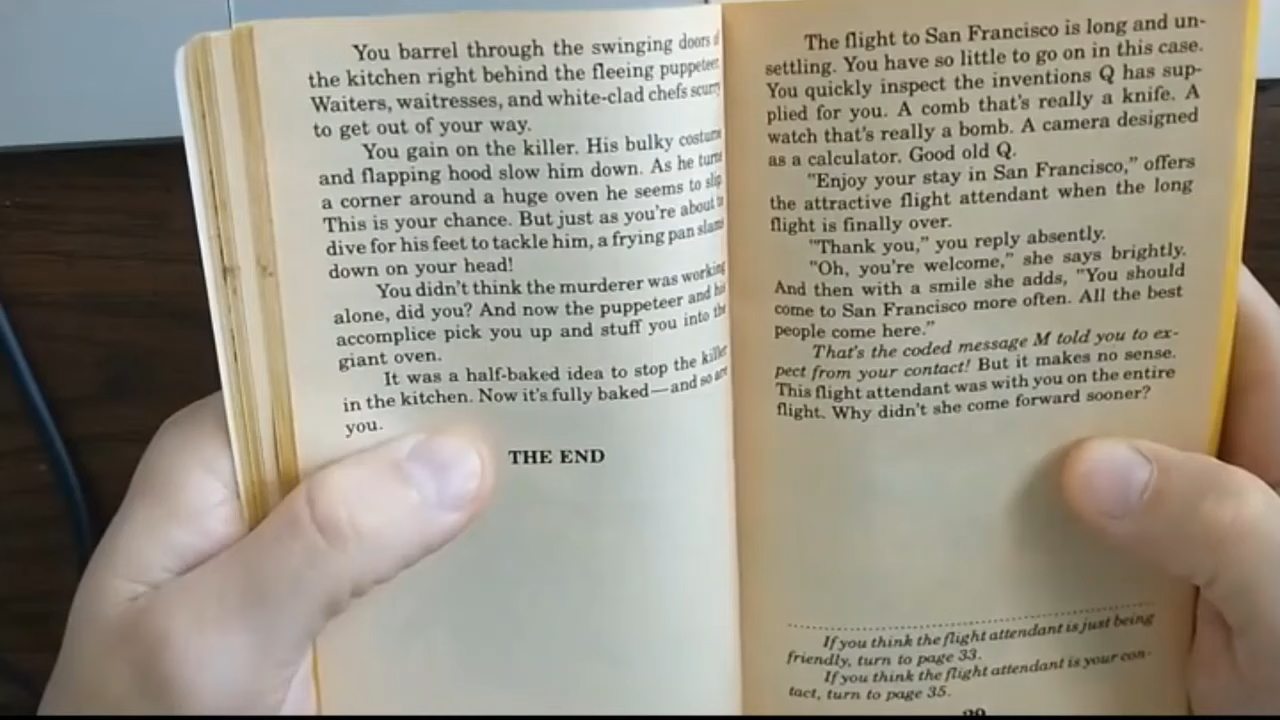 You barrel through the swinging doors of
the kitchen right behind the fleeing puppeteer.
Waiters, waitresses, and white-clad chefs scurry
to get out of your way.
You gain on the killer. His bulky costume
and flapping hood slow him down. As he turns
a corner around a huge oven he seems to slip.
This is your chance. But just as you're about to
dive for his feet to tackle him, a frying pan slams
down on your head!
You didn't think the murderer was working
alone, did you? And now the puppeteer and his
accomplice pick you up and stuff you into the
giant oven.
It was a half-baked idea to stop the killer
in the kitchen. Now it's fully baked—and so are
you.
THE END
The flight to San Francisco is long and un-
settling. You have so little to go on in this case.
You quickly inspect the inventions Q has sup-
plied for you. A comb that's really a knife. A
watch that's really a bomb. A camera designed
as a calculator. Good old Q.
"Enjoy your stay in San Francisco," offers
the attractive flight attendant when the long
flight is finally over.
"Thank you," you reply absently.
"Oh, you're welcome," she says brightly.
And then with a smile she adds, "You should
come to San Francisco more often. All the best
people come here."
That's the coded message M told you to ex-
pect from your contact! But it makes no sense.
This flight attendant was with you on the entire
flight. Why didn't she come forward sooner?
If you think the flight attendant is just being
friendly, turn to page 33.
If you think the flight attendant is your con-
tact, turn to page 35.